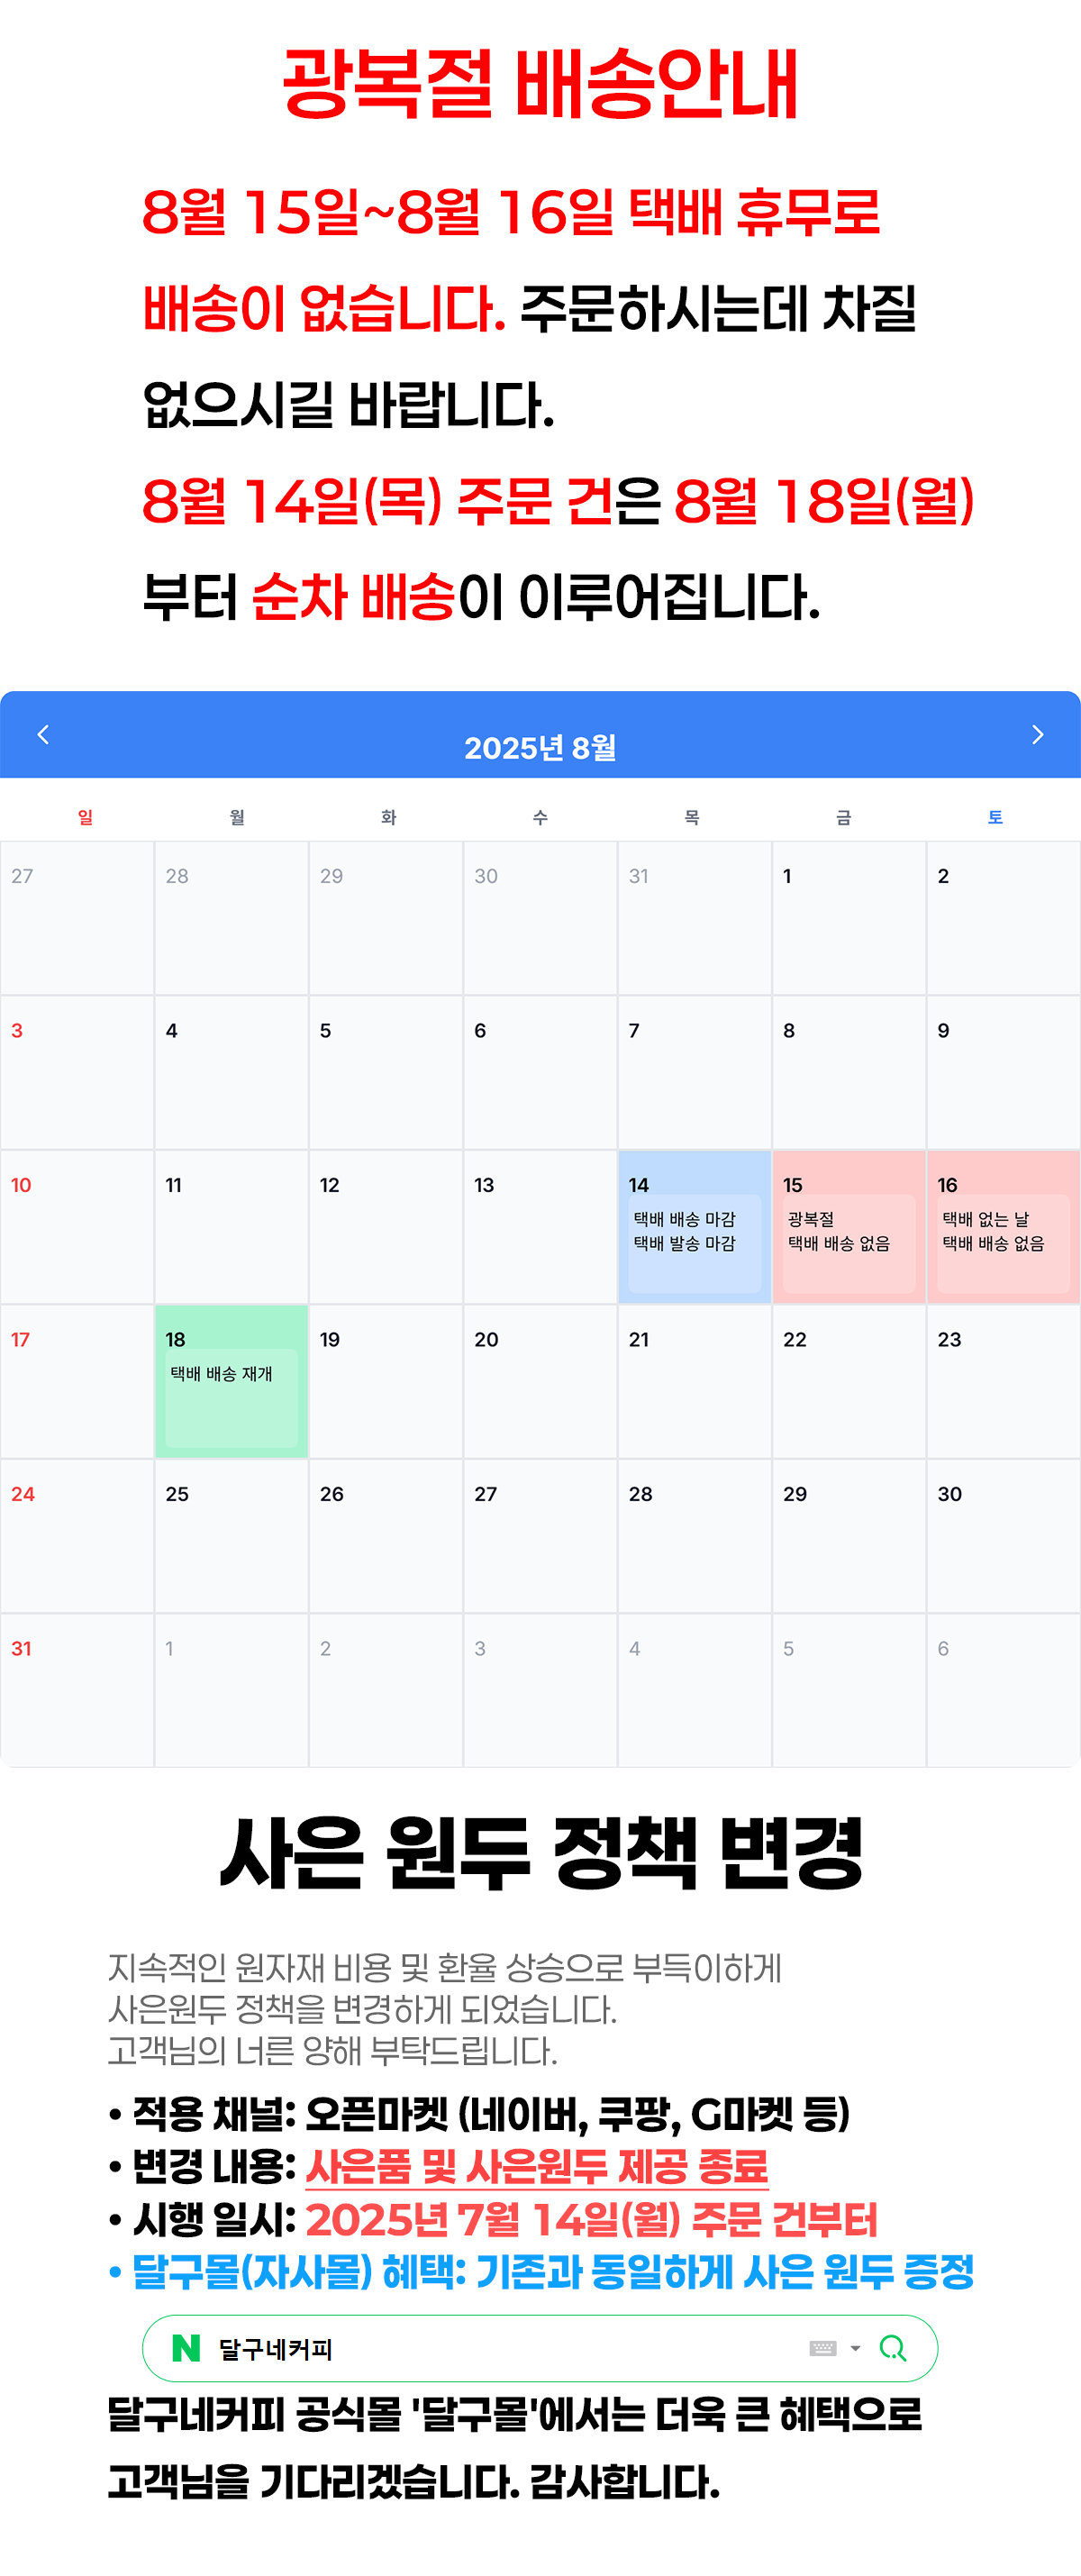 광복절 배송안내
8월 15일~8월 16일 택배 휴무로
배송이 없습니다. 주문하시는데 차질
없으시길 바랍니다.
8월 14일(목) 주문 건은 8월 18일(월)
부터 순차 배송이 이루어집니다.
2025년 8월
일 월 화 수 목 금 토
27 28 29 30 31 1 2
3 4 5 6 7 8 9
10 11 12 13 14 15 16
택배 배송 마감 광복절 택배 없는 날
택배 발송 마감 택배 배송 없음 택배 배송 없음
17 18 19 20 21 22 23
택배 배송 재개
24 25 26 27 28 29 30
31 1 2 3 4 5 6
사은 원두 정책 변경
지속적인 원자재 비용 및 환율 상승으로 부득이하게
사은원두 정책을 변경하게 되었습니다.
고객님의 너른 양해 부탁드립니다.
• 적용 채널: 오픈마켓 (네이버, 쿠팡, G마켓 등)
• 변경 내용: 사은품 및 사은원두 제공 종료
• 시행 일시: 2025년 7월 14일(월) 주문 건부터
• 달구몰(자사몰) 혜택: 기존과 동일하게 사은 원두 증정
N 달구네커피
달구네커피 공식몰 '달구몰'에서는 더욱 큰 혜택으로
고객님을 기다리겠습니다. 감사합니다.